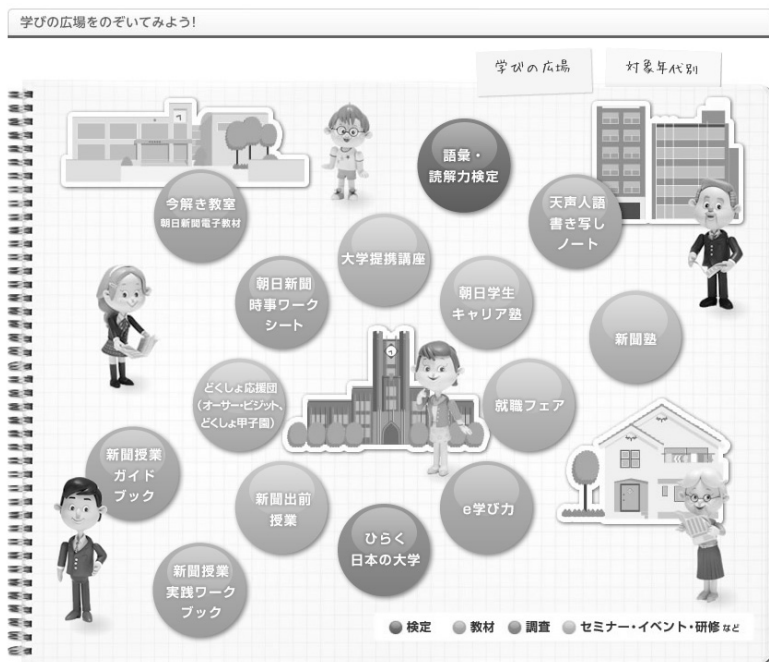 学びの広場をのぞいてみよう!
学びの広場
対象年代別
語彙・
読解力検定
今解き教室
朝日新聞電子教材
天声人語
書き写し
ノート
大学提携講座
朝日新聞
時事ワーク
シート
朝日学生
キャリア塾
新聞塾
どくしょ応援団
(オーサー・ビジット、
どくしょ甲子園)
就職フェア
新聞授業
ガイド
ブック
新聞出前
授業
e学び力
ひらく
日本の大学
新聞授業
実践ワーク
ブック
検定 教材 調査 セミナー・イベント・研修 など